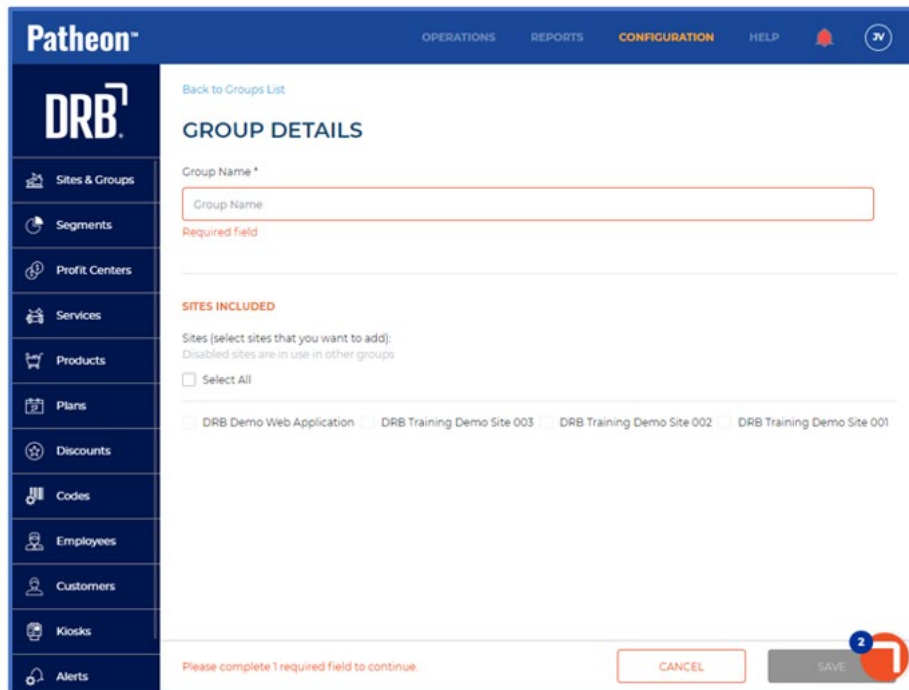 Patheon™
OPERATIONS REPORTS CONFIGURATION HELP JV
DRB
Sites & Groups
Segments
Profit Centers
Services
Products
Plans
Discounts
Codes
Employees
Customers
Kiosks
Alerts
Back to Groups List
GROUP DETAILS
Group Name *
Group Name
Required field
SITES INCLUDED
Sites (select sites that you want to add):
Disabled sites are in use in other groups
Select All
DRB Demo Web Application DRB Training Demo Site 003 DRB Training Demo Site 002 DRB Training Demo Site 001
Please complete 1 required field to continue.
CANCEL
SAVE
2